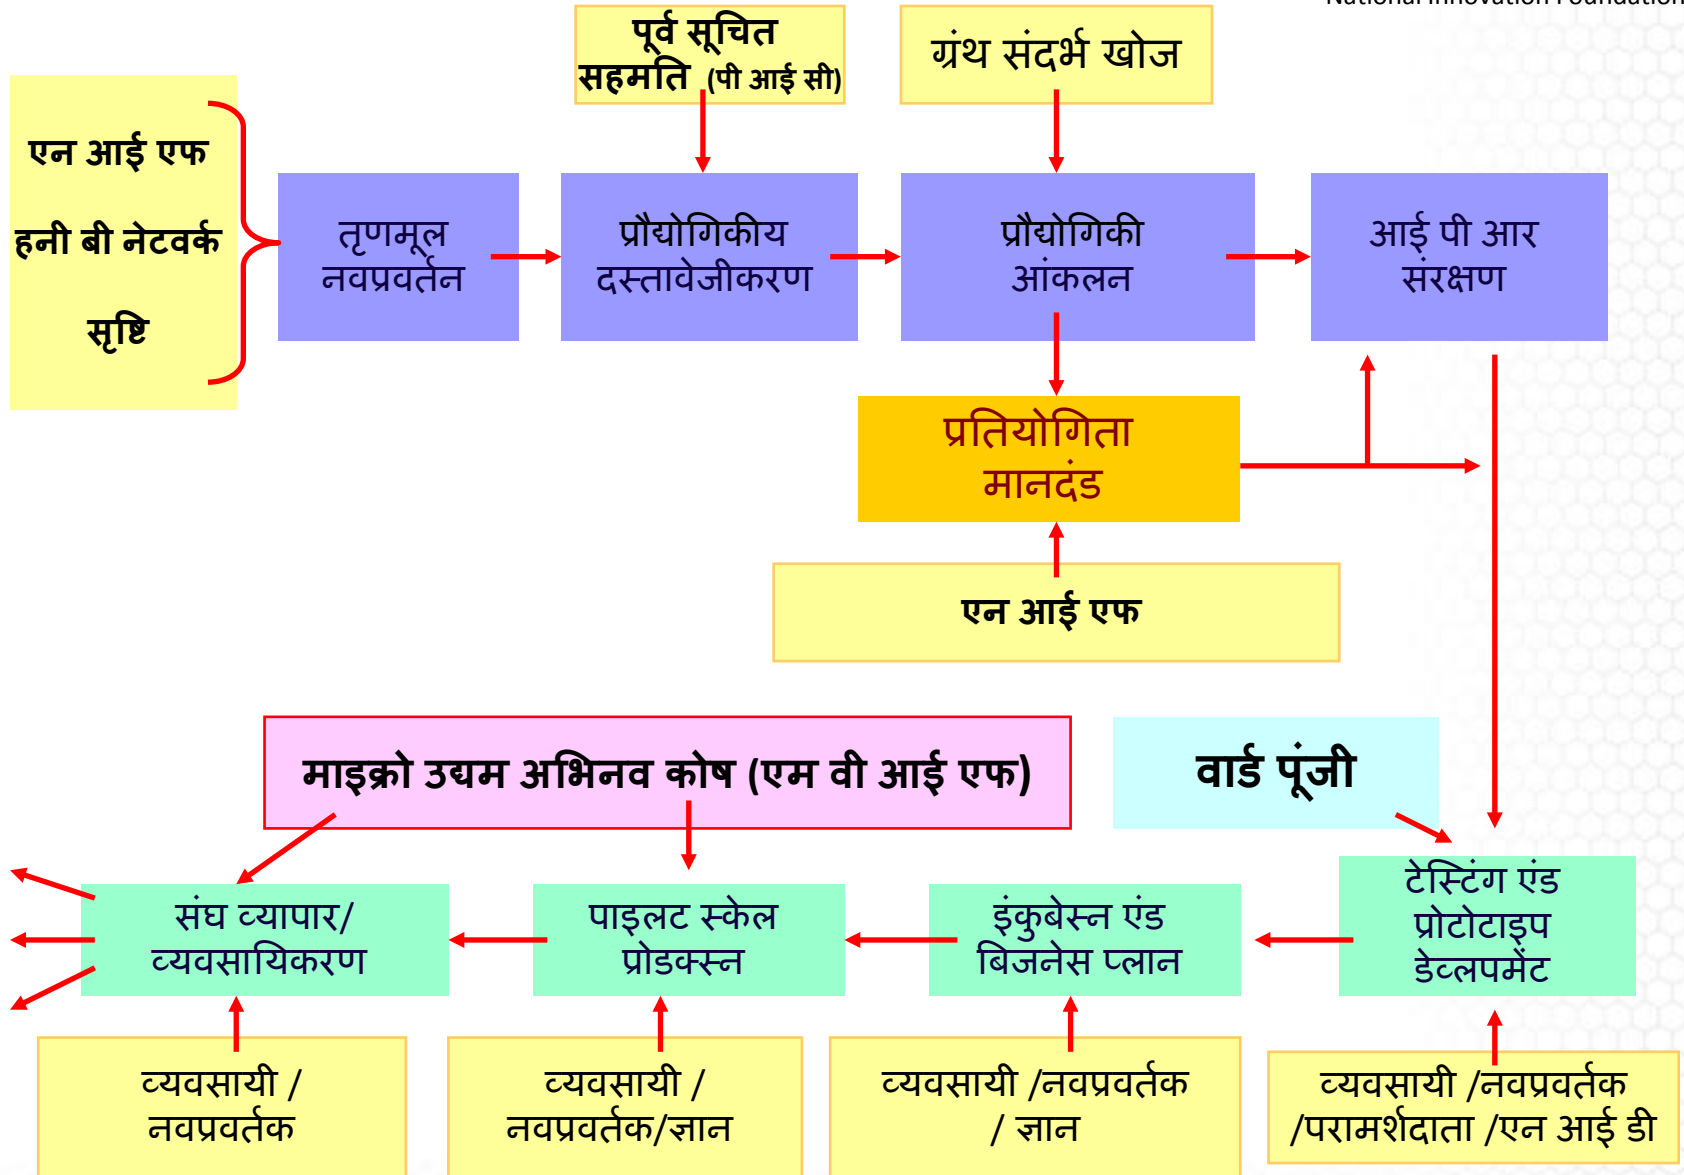 National Innovation Foundation
पूर्व सूचित
सहमति (पी आई सी)
ग्रंथ संदर्भ खोज
एन आई एफ
हनी बी नेटवर्क
सृष्टि
तृणमूल
नवप्रवर्तन
प्रौद्योगिकीय
दस्तावेजीकरण
प्रौद्योगिकी
आंकलन
आई पी आर
संरक्षण
प्रतियोगिता
मानदंड
एन आई एफ
माइक्रो उद्यम अभिनव कोष (एम वी आई एफ)
वार्ड पूंजी
संघ व्यापार/
व्यवसायिकरण
पाइलट स्केल
प्रोडक्स्न
इंकुबेस्न एंड
बिजनेस प्लान
टेस्टिंग एंड
प्रोटोटाइप
डेव्लपमेंट
व्यवसायी /
नवप्रवर्तक
व्यवसायी /
नवप्रवर्तक/ज्ञान
व्यवसायी /नवप्रवर्तक
/ ज्ञान
व्यवसायी /नवप्रवर्तक
/परामर्शदाता /एन आई डी